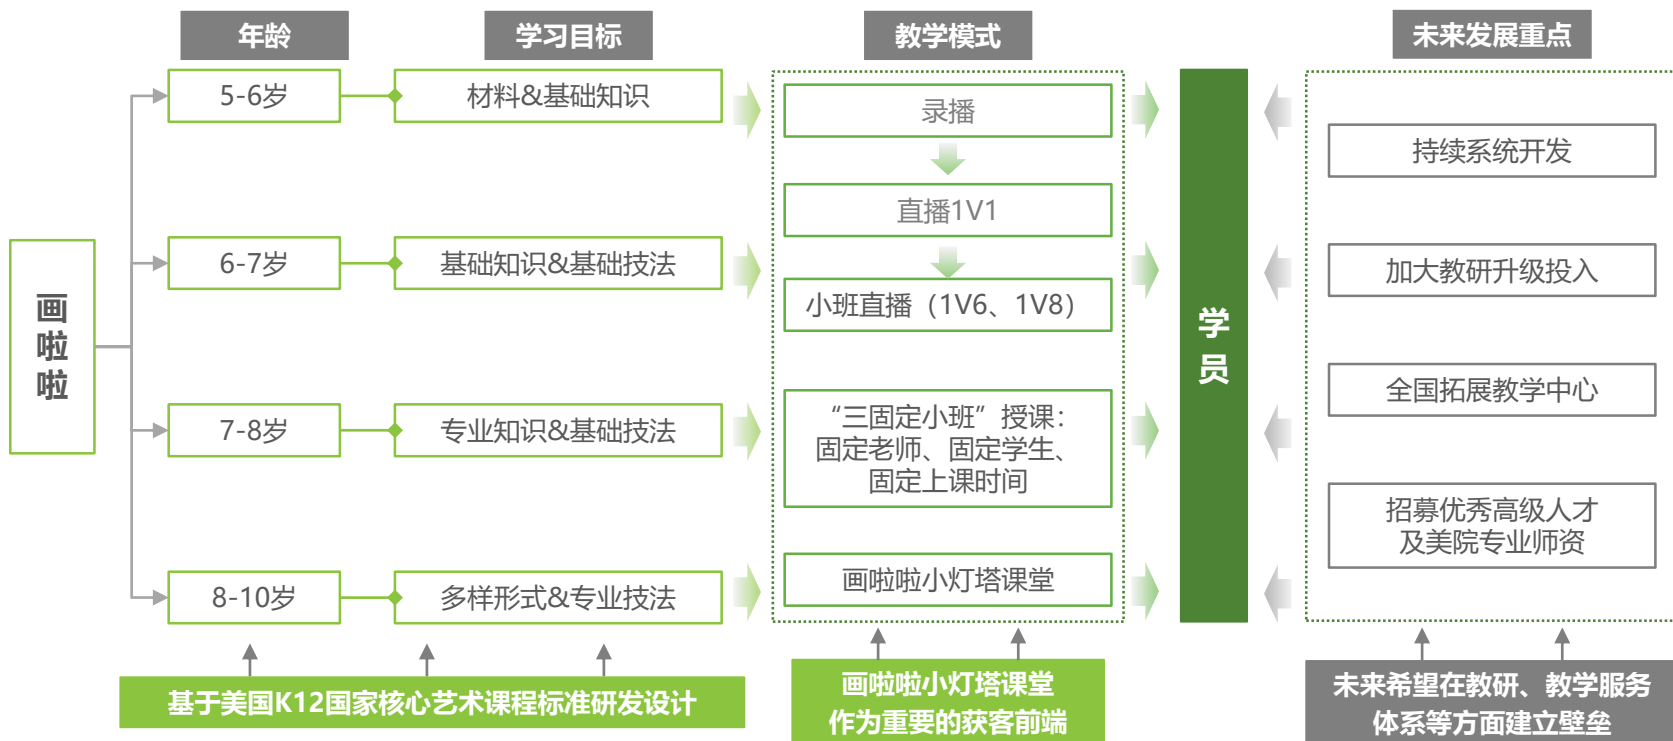 年龄
学习目标
教学模式
未来发展重点
画
啦
啦
5-6岁
材料&基础知识
6-7岁
基础知识&基础技法
7-8岁
专业知识&基础技法
8-10岁
多样形式&专业技法
基于美国K12国家核心艺术课程标准研发设计
录播
直播1V1
小班直播（1V6、1V8）
“三固定小班”授课：
固定老师、固定学生、
固定上课时间
画啦啦小灯塔课堂
画啦啦小灯塔课堂
作为重要的获客前端
学
员
持续系统开发
加大教研升级投入
全国拓展教学中心
招募优秀高级人才
及美院专业师资
未来希望在教研、教学服务
体系等方面建立壁垒